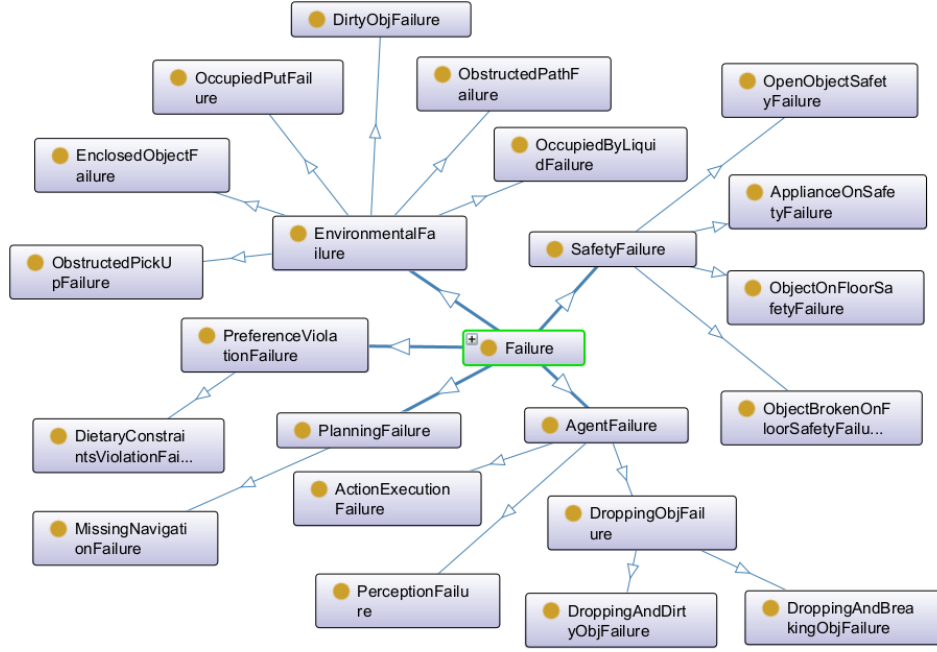 DirtyObjFailure
OccupiedPutFail
ure
ObstructedPathF
ailure
OpenObjectSafet
yFailure
EnclosedObjectF
ailure
OccupiedByLiqui
dFailure
ApplianceOnSafe
tyFailure
EnvironmentalFa
ilure
SafetyFailure
ObstructedPickU
pFailure
ObjectOnFloorSa
fetyFailure
PreferenceViola
tionFailure
Failure
ObjectBrokenOnF
loorSafetyFailu...
DietaryConstrai
ntsViolationFai...
PlanningFailure
AgentFailure
ActionExecution
Failure
MissingNavigati
onFailure
DroppingObjFail
ure
PerceptionFailu
re
DroppingAndDirt
yObjFailure
DroppingAndBrea
kingObjFailure